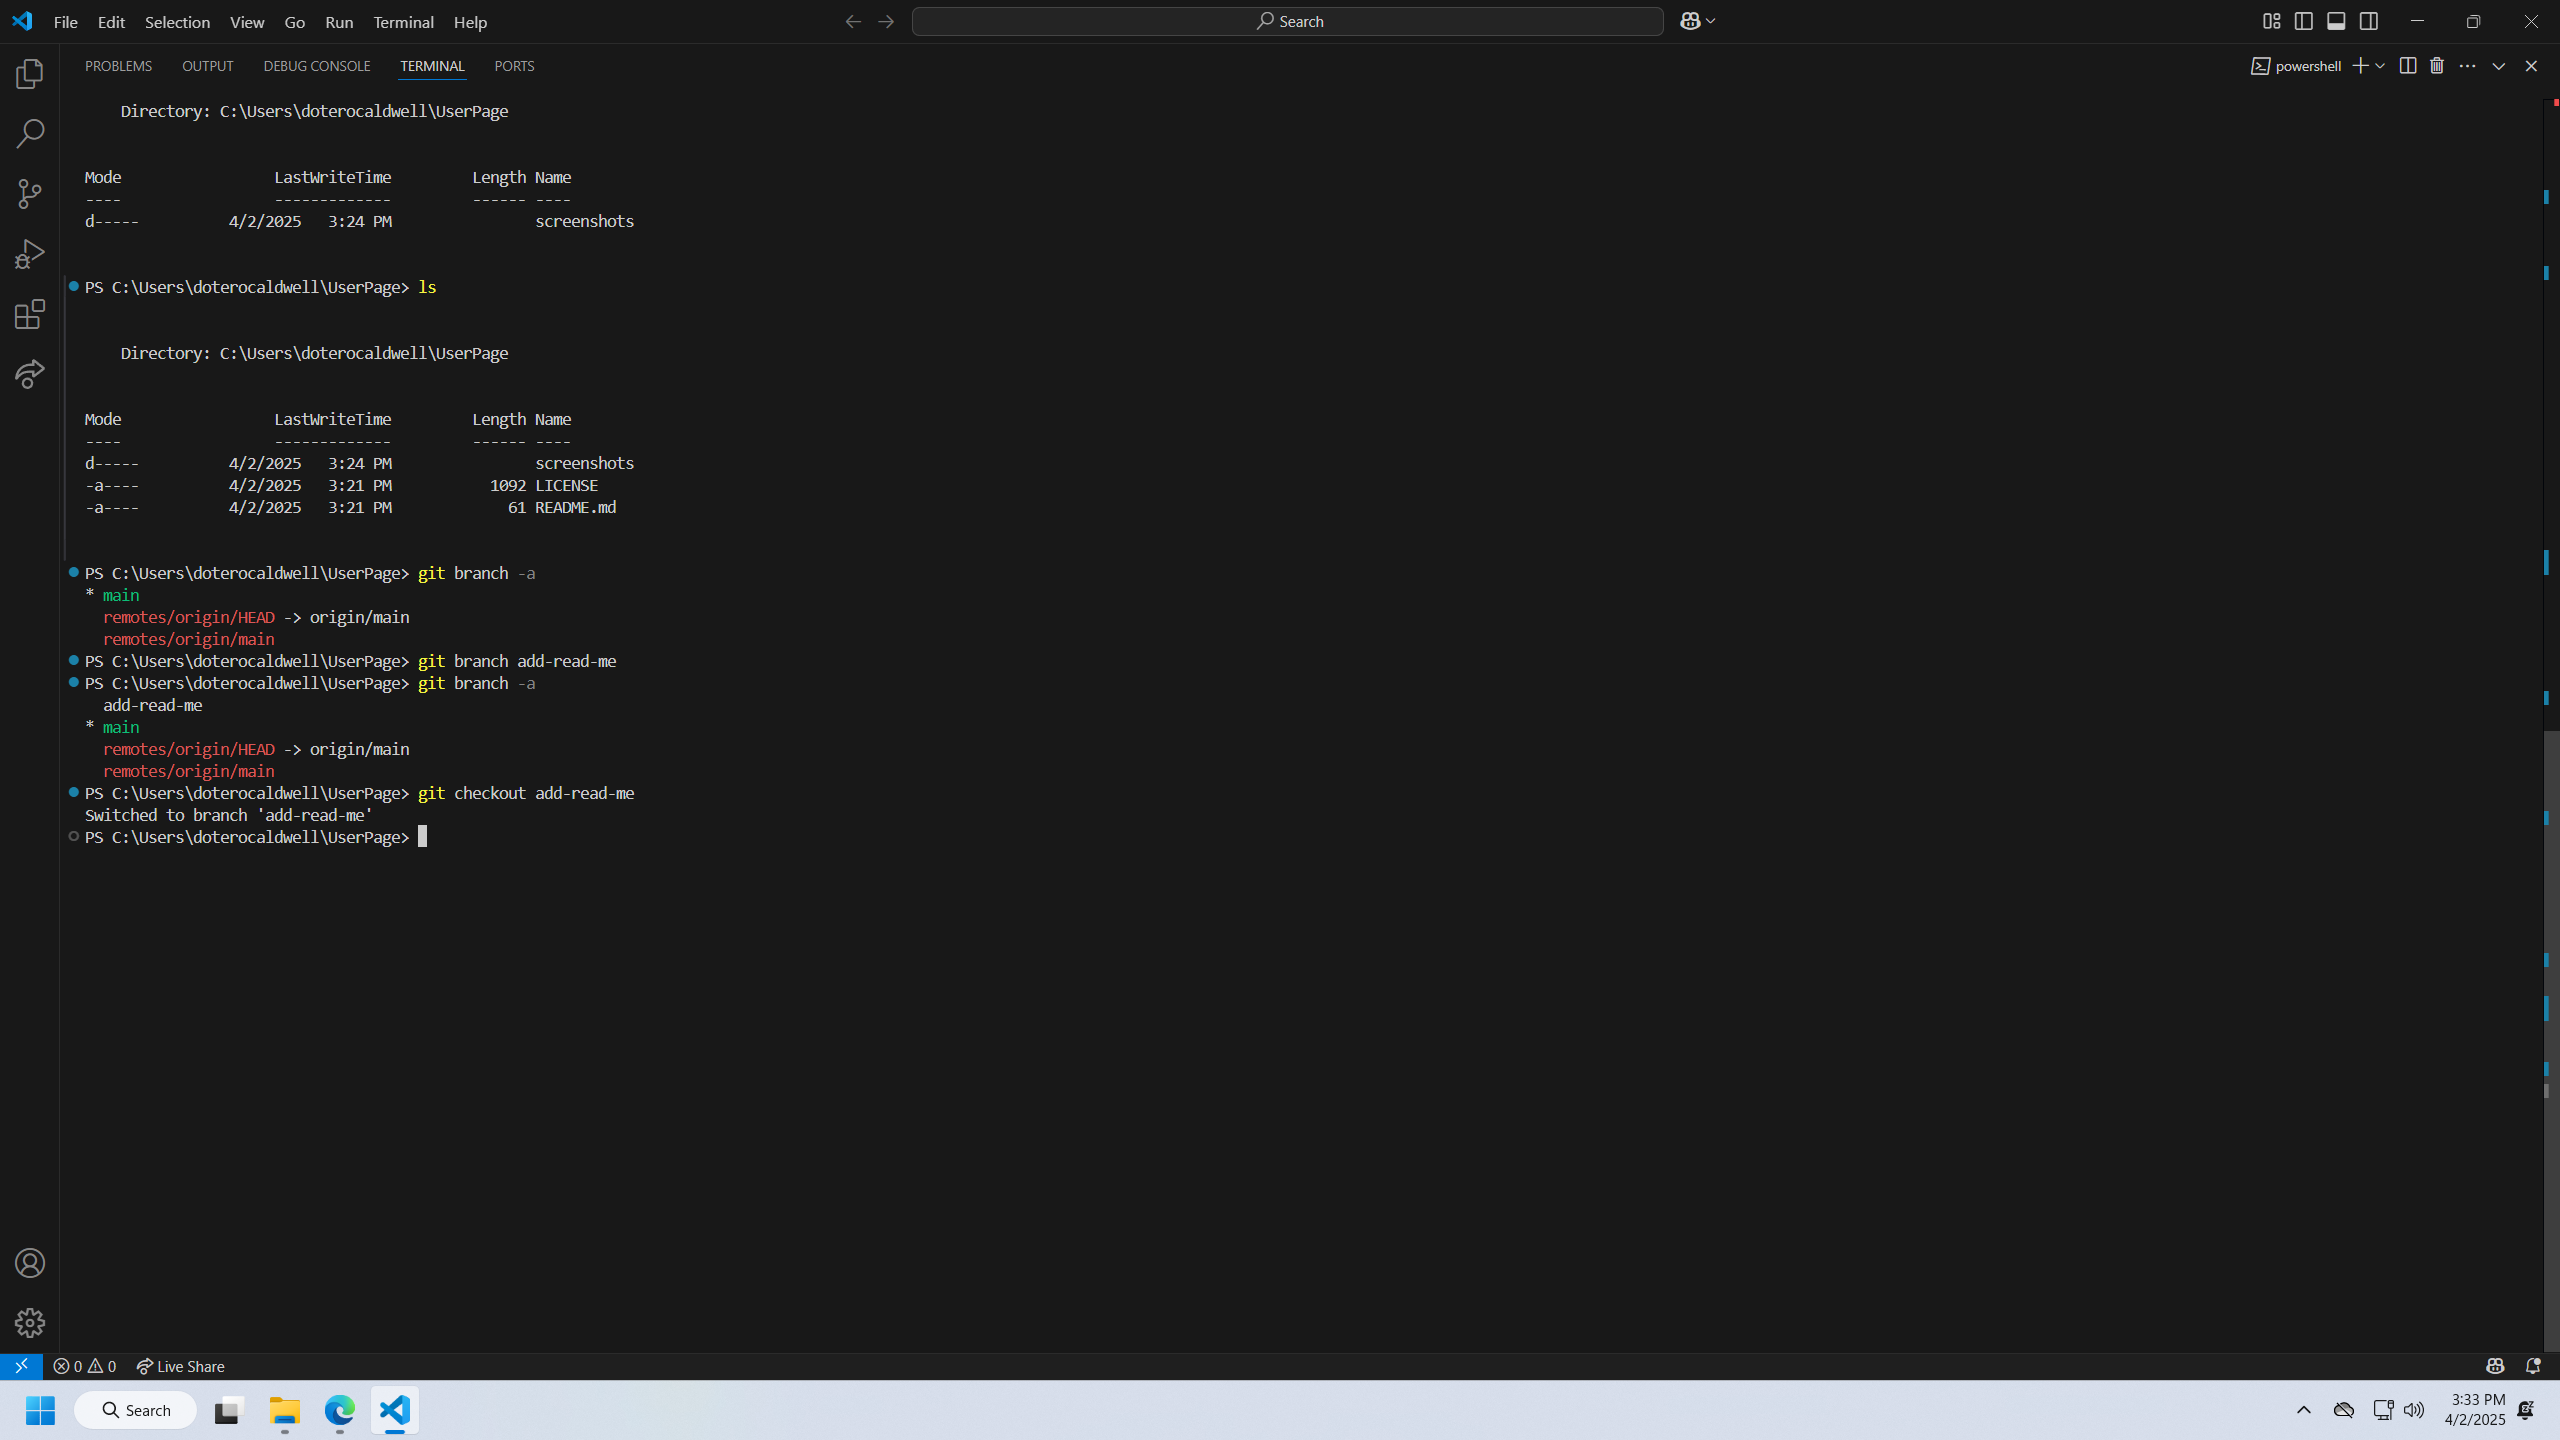 File Edit Selection View Go Run Terminal Help
Search
PROBLEMS OUTPUT DEBUG CONSOLE TERMINAL PORTS
powershell
Directory: C:\Users\doterocaldwell\UserPage
Mode LastWriteTime Length Name
---- ------------- ------ ----
d----- 4/2/2025 3:24 PM screenshots
PS C:\Users\doterocaldwell\UserPage> ls
Directory: C:\Users\doterocaldwell\UserPage
Mode LastWriteTime Length Name
---- ------------- ------ ----
d----- 4/2/2025 3:24 PM screenshots
-a---- 4/2/2025 3:21 PM 1092 LICENSE
-a---- 4/2/2025 3:21 PM 61 README.md
PS C:\Users\doterocaldwell\UserPage> git branch -a
* main
remotes/origin/HEAD -> origin/main
remotes/origin/main
PS C:\Users\doterocaldwell\UserPage> git branch add-read-me
PS C:\Users\doterocaldwell\UserPage> git branch -a
add-read-me
* main
remotes/origin/HEAD -> origin/main
remotes/origin/main
PS C:\Users\doterocaldwell\UserPage> git checkout add-read-me
Switched to branch 'add-read-me'
PS C:\Users\doterocaldwell\UserPage>
0 0 Live Share
Search
3:33 PM
4/2/2025